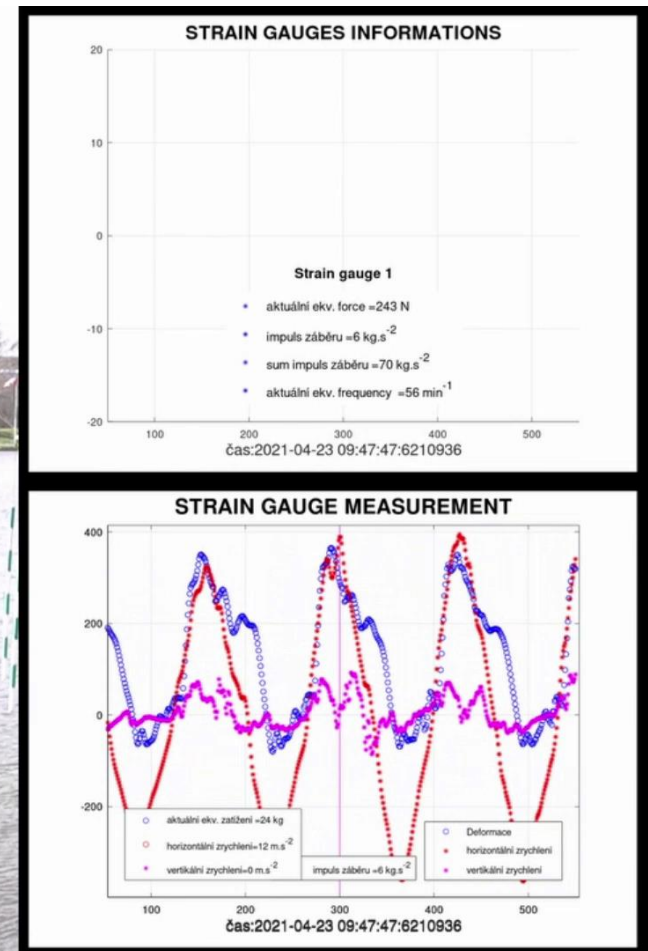 STRAIN GAUGES INFORMATIONS
20
10
0
-10
-20
Strain gauge 1
aktuální ekv. force =243 N
impuls záběru =6 kg.s-2
sum impuls záběru =70 kg.s-2
aktuální ekv. frequency =56 min-1
100 200 300 400 500
čas:2021-04-23 09:47:47:6210936
STRAIN GAUGE MEASUREMENT
400
200
0
-200
aktuální ekv. zatížení =24 kg
horizontální zrychlení=12 m.s-2
vertikální zrychlení=0 m.s-2
impuls záběru =6 kg.s-2
Deformace
horizontální zrychlení
vertikální zrychlení
100 200 300 400 500
čas:2021-04-23 09:47:47:6210936